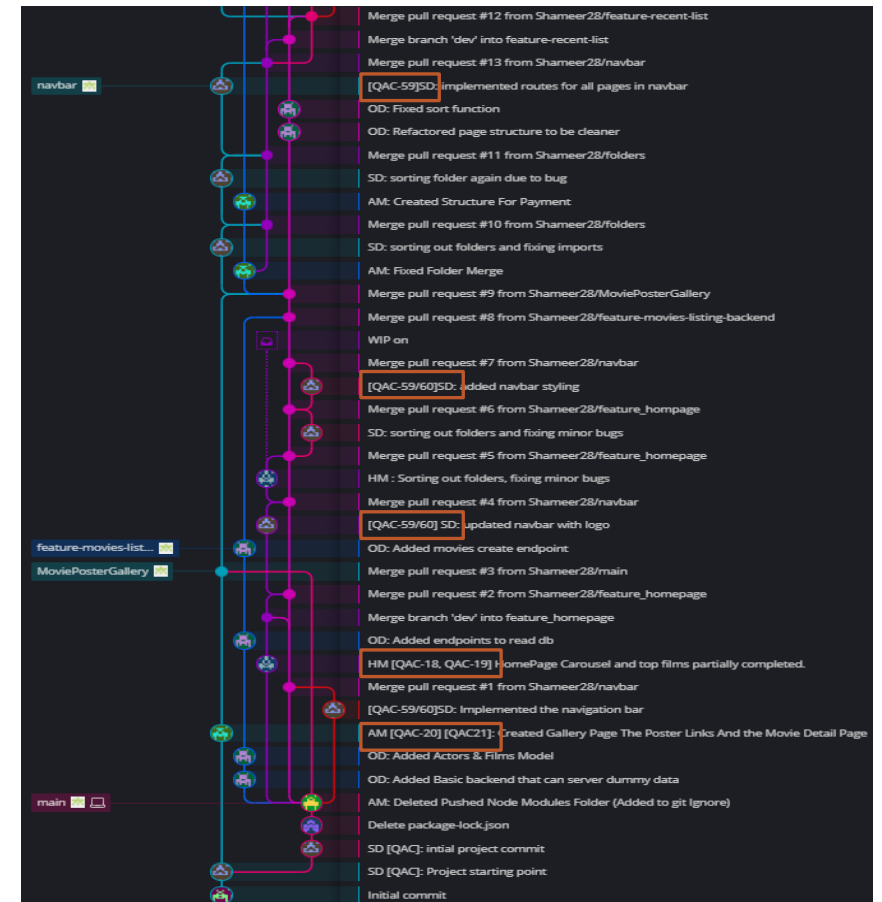 Merge pull request #12 from Shameer28/feature-recent-list
Merge branch 'dev' into feature-recent-list
Merge pull request #13 from Shameer28/navbar
navbar [QAC-59]SD: implemented routes for all pages in navbar
OD: Fixed sort function
OD: Refactored page structure to be cleaner
Merge pull request #11 from Shameer28/folders
SD: sorting folder again due to bug
AM: Created Structure For Payment
Merge pull request #10 from Shameer28/folders
SD: sorting out folders and fixing imports
AM: Fixed Folder Merge
Merge pull request #9 from Shameer28/MoviePosterGallery
Merge pull request #8 from Shameer28/feature-movies-listing-backend
WIP on
Merge pull request #7 from Shameer28/navbar
[QAC-59/60]SD: added navbar styling
Merge pull request #6 from Shameer28/feature_hompage
SD: sorting out folders and fixing minor bugs
Merge pull request #5 from Shameer28/feature_homepage
HM : Sorting out folders, fixing minor bugs
Merge pull request #4 from Shameer28/navbar
[QAC-59/60] SD: updated navbar with logo
feature-movies-list... OD: Added movies create endpoint
MoviePosterGallery Merge pull request #3 from Shameer28/main
Merge pull request #2 from Shameer28/feature_homepage
Merge branch 'dev' into feature_homepage
OD: Added endpoints to read db
HM [QAC-18, QAC-19] HomePage Carousel and top films partially completed.
Merge pull request #1 from Shameer28/navbar
[QAC-59/60]SD: Implemented the navigation bar
AM [QAC-20] [QAC21]: Created Gallery Page The Poster Links And the Movie Detail Page
OD: Added Actors & Films Model
OD: Added Basic backend that can server dummy data
main AM: Deleted Pushed Node Modules Folder (Added to git Ignore)
Delete package-lock.json
SD [QAC]: intial project commit
SD [QAC]: Project starting point
Initial commit